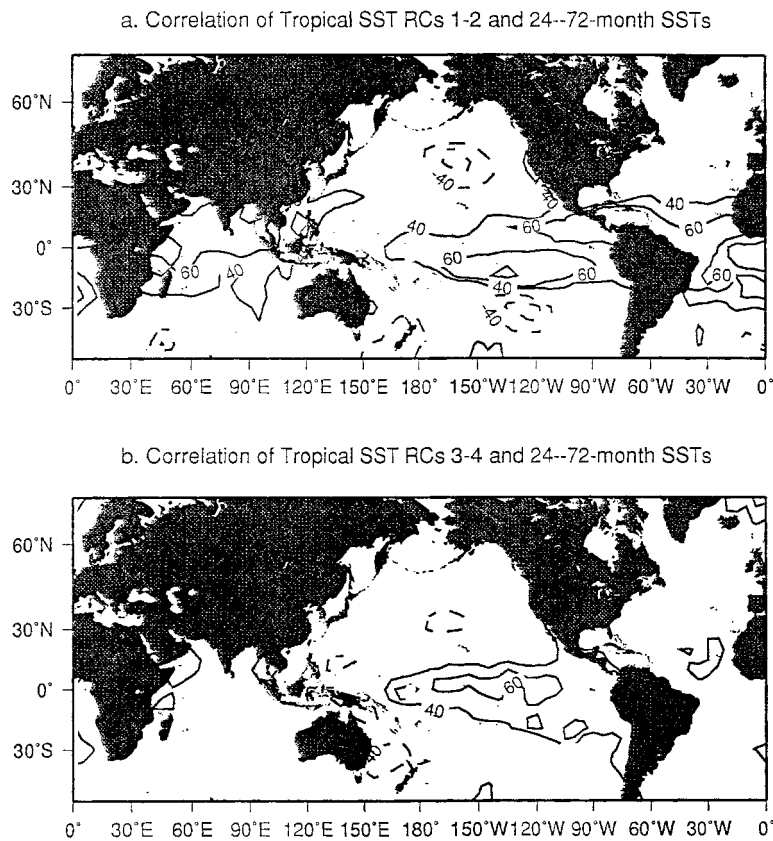 a. Correlation of Tropical SST RCs 1-2 and 24--72-month SSTs
60°N
30°N
0°
30°S
40
40
40
40
60
60
60
60
60
40
40
40
-40
0° 30°E 60°E 90°E 120°E 150°E 180° 150°W 120°W 90°W 60°W 30°W 0°
b. Correlation of Tropical SST RCs 3-4 and 24--72-month SSTs
60°N
30°N
0°
30°S
60
40
-40
0° 30°E 60°E 90°E 120°E 150°E 180° 150°W 120°W 90°W 60°W 30°W 0°